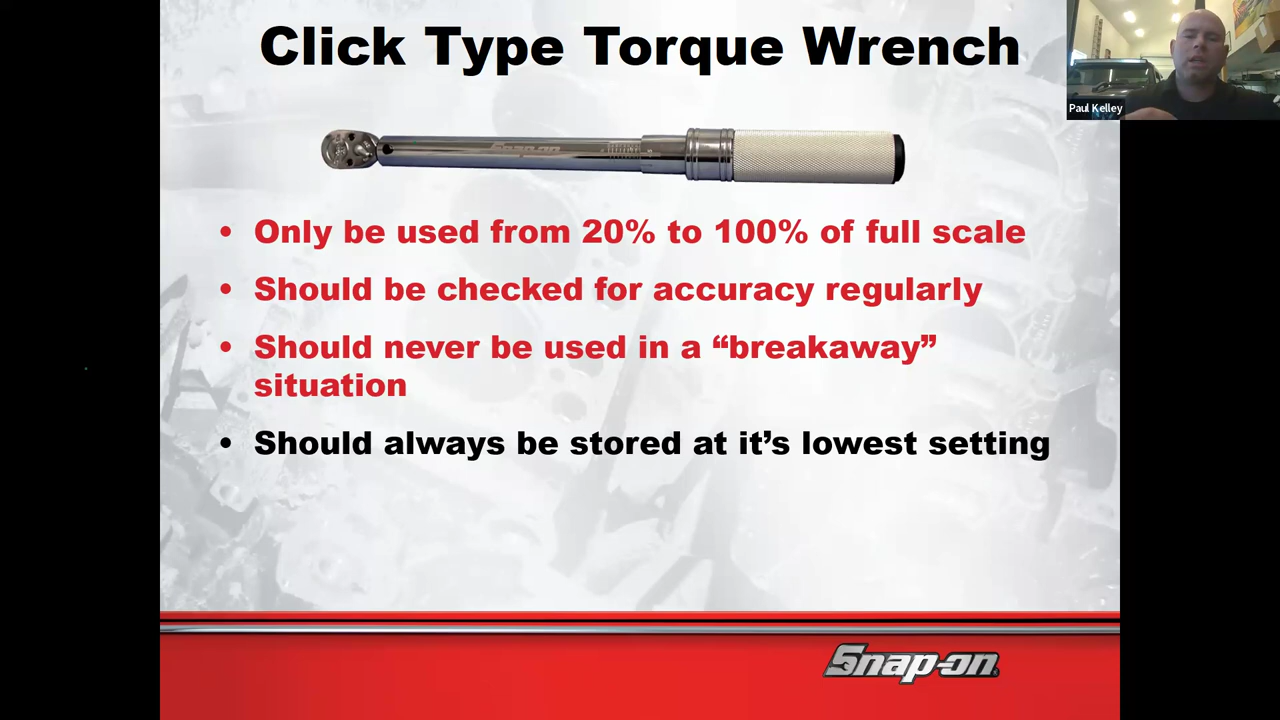 Click Type Torque Wrench
Paul Kelley
Snap-on
• Only be used from 20% to 100% of full scale
• Should be checked for accuracy regularly
• Should never be used in a “breakaway”
situation
• Should always be stored at it’s lowest setting
Snap-on